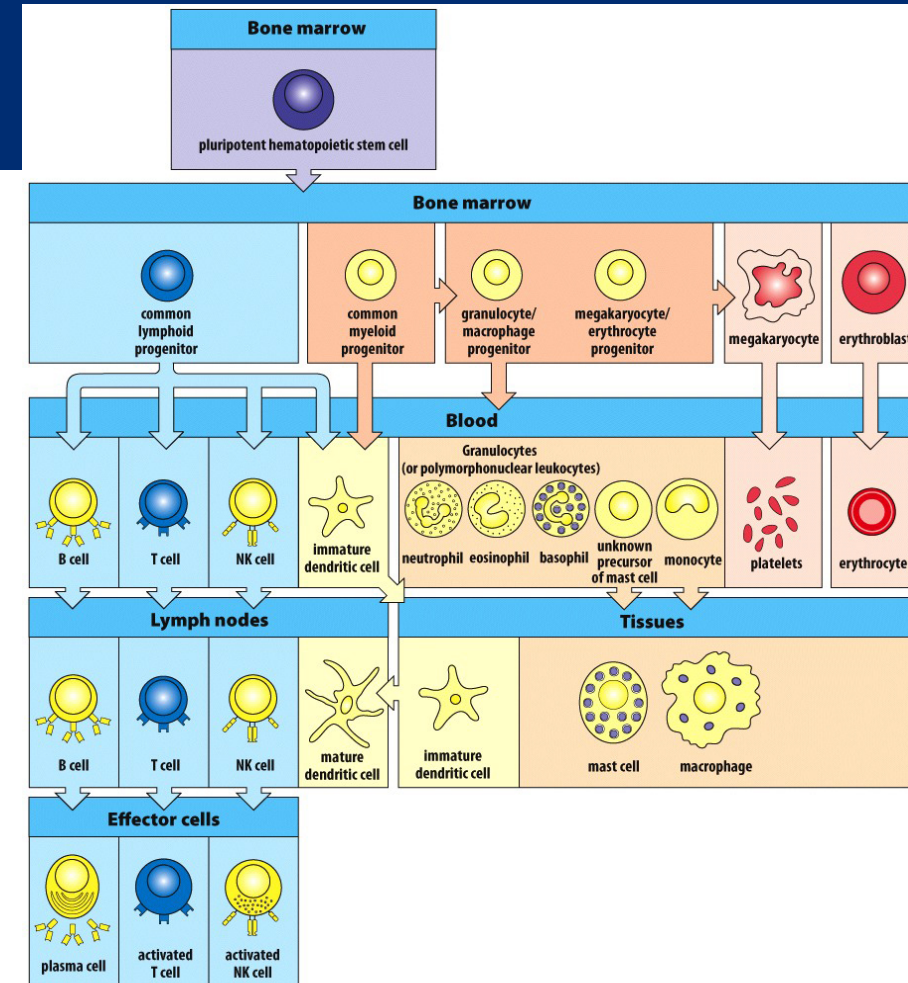 Bone marrow
pluripotent hematopoietic stem cell
Bone marrow
common
lymphoid
progenitor
common
myeloid
progenitor
granulocyte/
macrophage
progenitor
megakaryocyte/
erythrocyte
progenitor
megakaryocyte
erythroblast
Blood
Granulocytes
(or polymorphonuclear leukocytes)
B cell
T cell
NK cell
immature
dendritic cell
neutrophil
eosinophil
basophil
unknown
precursor
of mast cell
monocyte
platelets
erythrocyte
Lymph nodes
Tissues
B cell
T cell
NK cell
mature
dendritic cell
immature
dendritic cell
mast cell
macrophage
Effector cells
plasma cell
activated
T cell
activated
NK cell